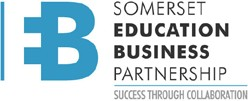 EB
SOMERSET
EDUCATION
BUSINESS
PARTNERSHIP
SUCCESS THROUGH COLLABORATION